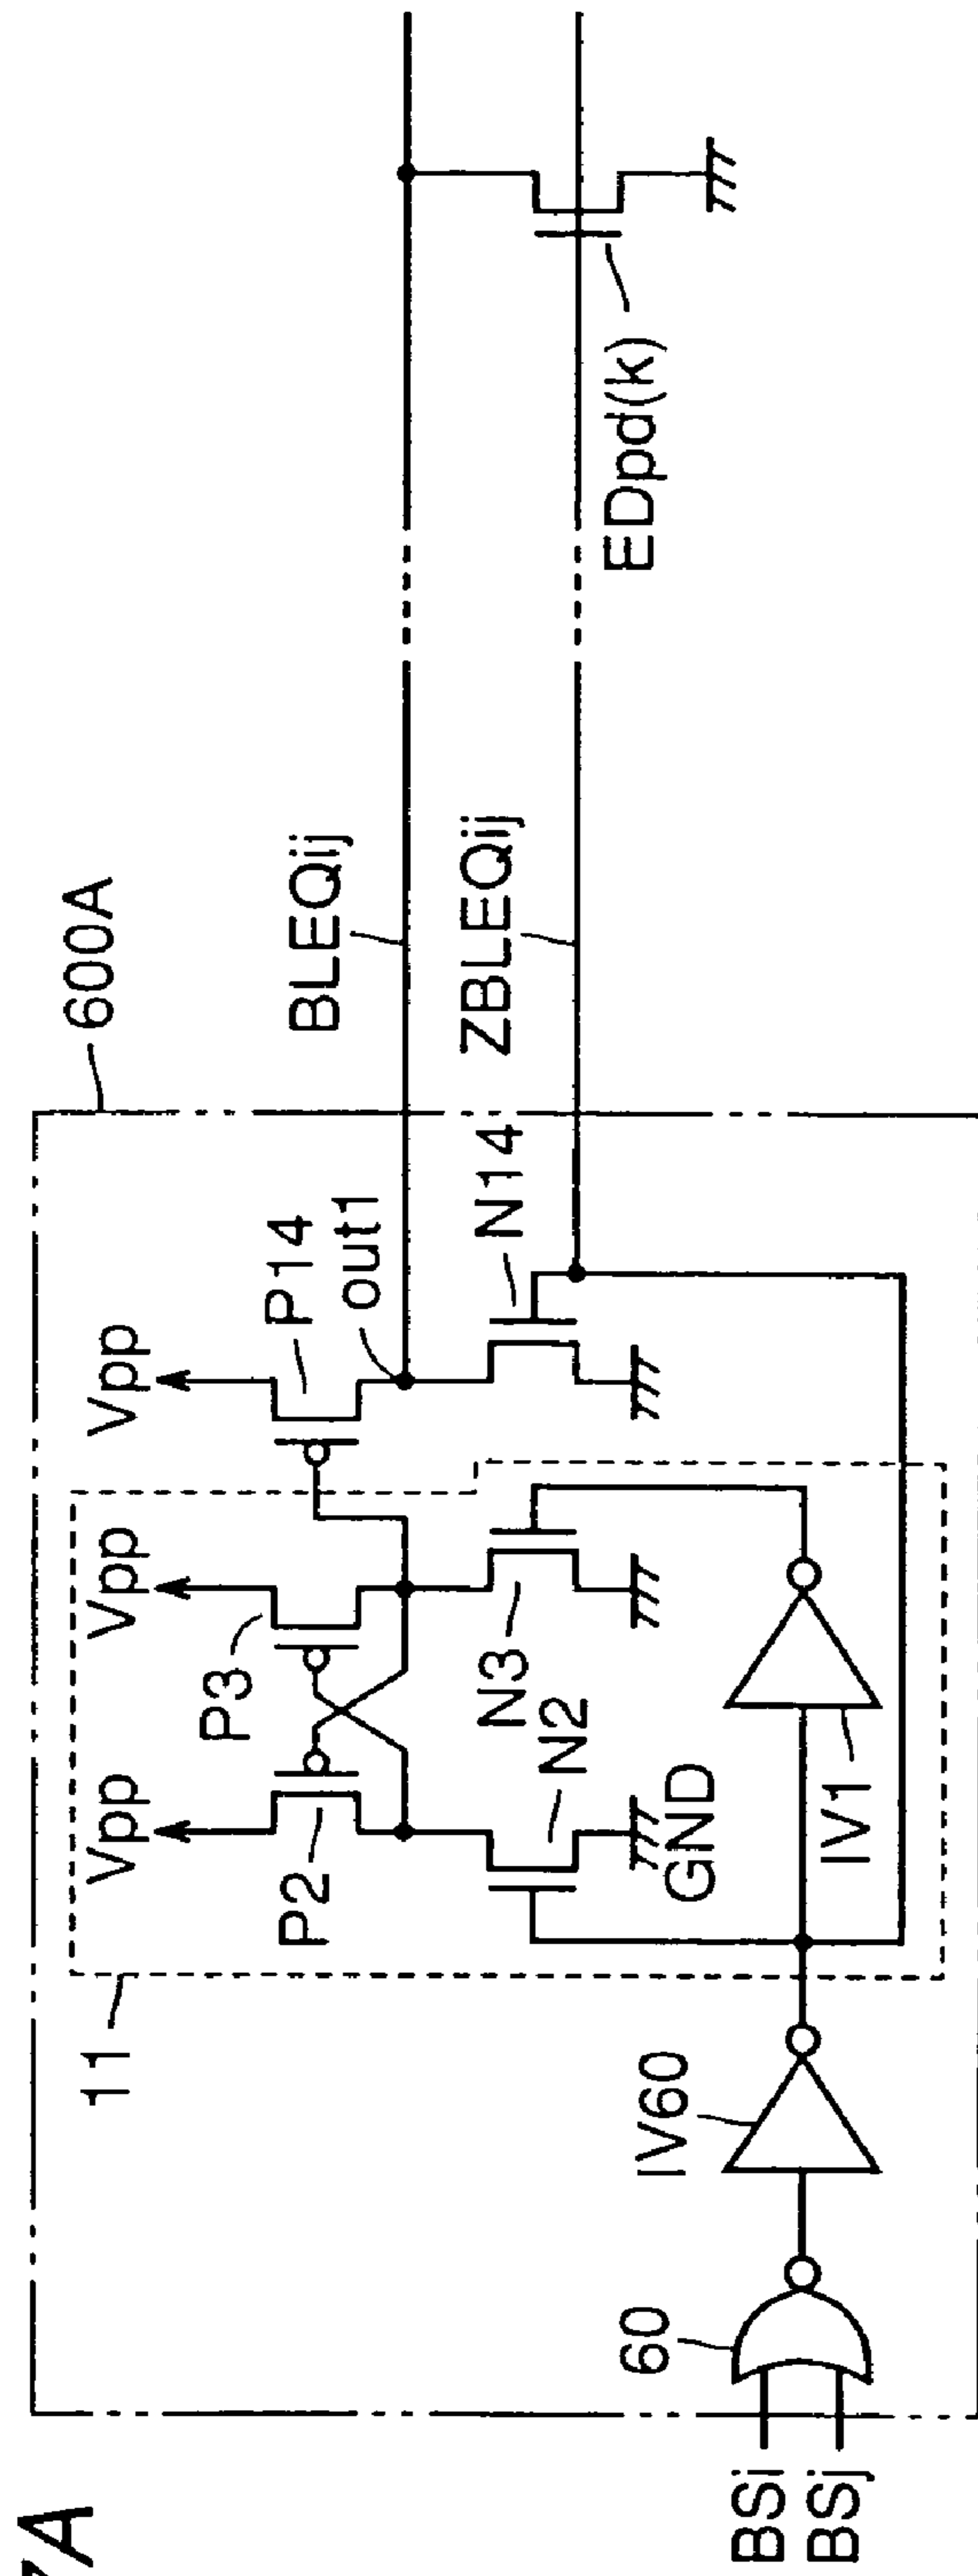 7A
11
600A
Vpp
Vpp
Vpp
P2
P3
P14
out1
BLEQij
ZBLEQij
N2
N3
N14
GND
EDpd(k)
IV60
IV1
60
BSi
BSj